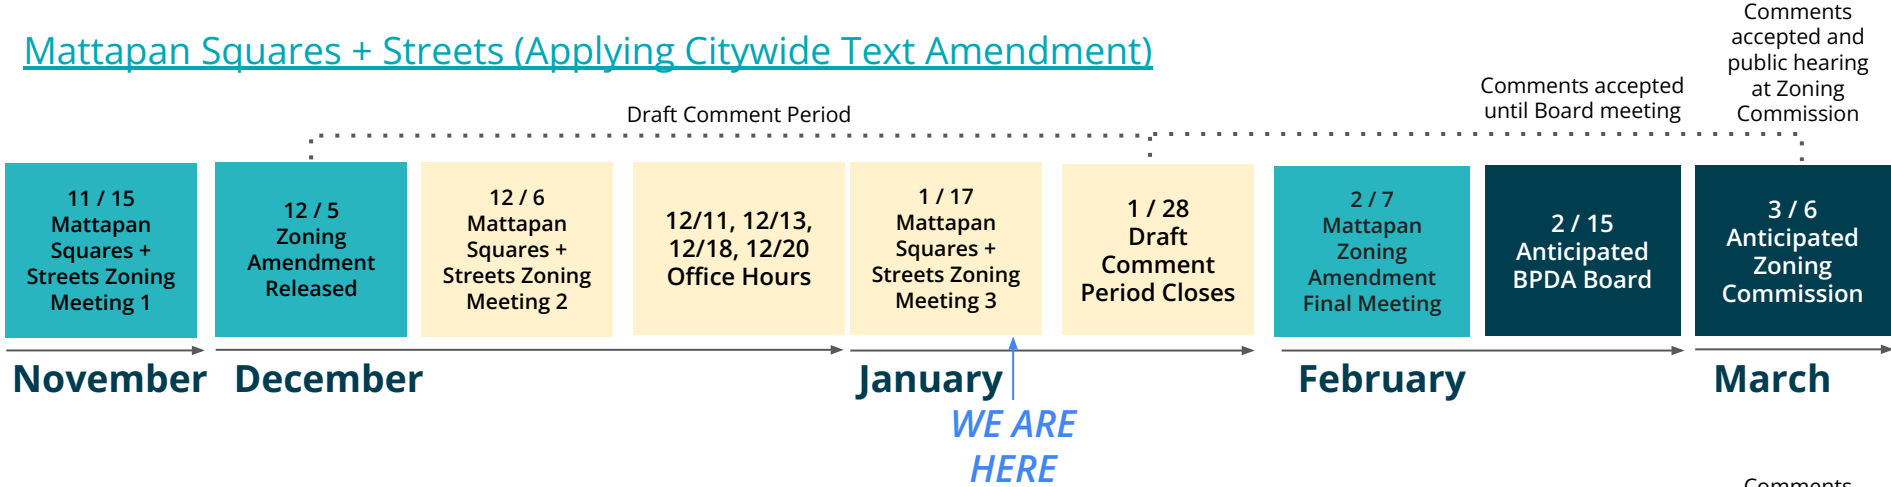 Mattapan Squares + Streets (Applying Citywide Text Amendment)
Draft Comment Period
Comments accepted
until Board meeting
Comments
accepted and
public hearing
at Zoning
Commission
11 / 15
Mattapan
Squares +
Streets Zoning
Meeting 1
12 / 5
Zoning
Amendment
Released
12 / 6
Mattapan
Squares +
Streets Zoning
Meeting 2
12/11, 12/13,
12/18, 12/20
Office Hours
1 / 17
Mattapan
Squares +
Streets Zoning
Meeting 3
1 / 28
Draft
Comment
Period Closes
2 / 7
Mattapan
Zoning
Amendment
Final Meeting
2 / 15
Anticipated
BPDA Board
3 / 6
Anticipated
Zoning
Commission
November
December
January
February
March
WE ARE
HERE
Comments